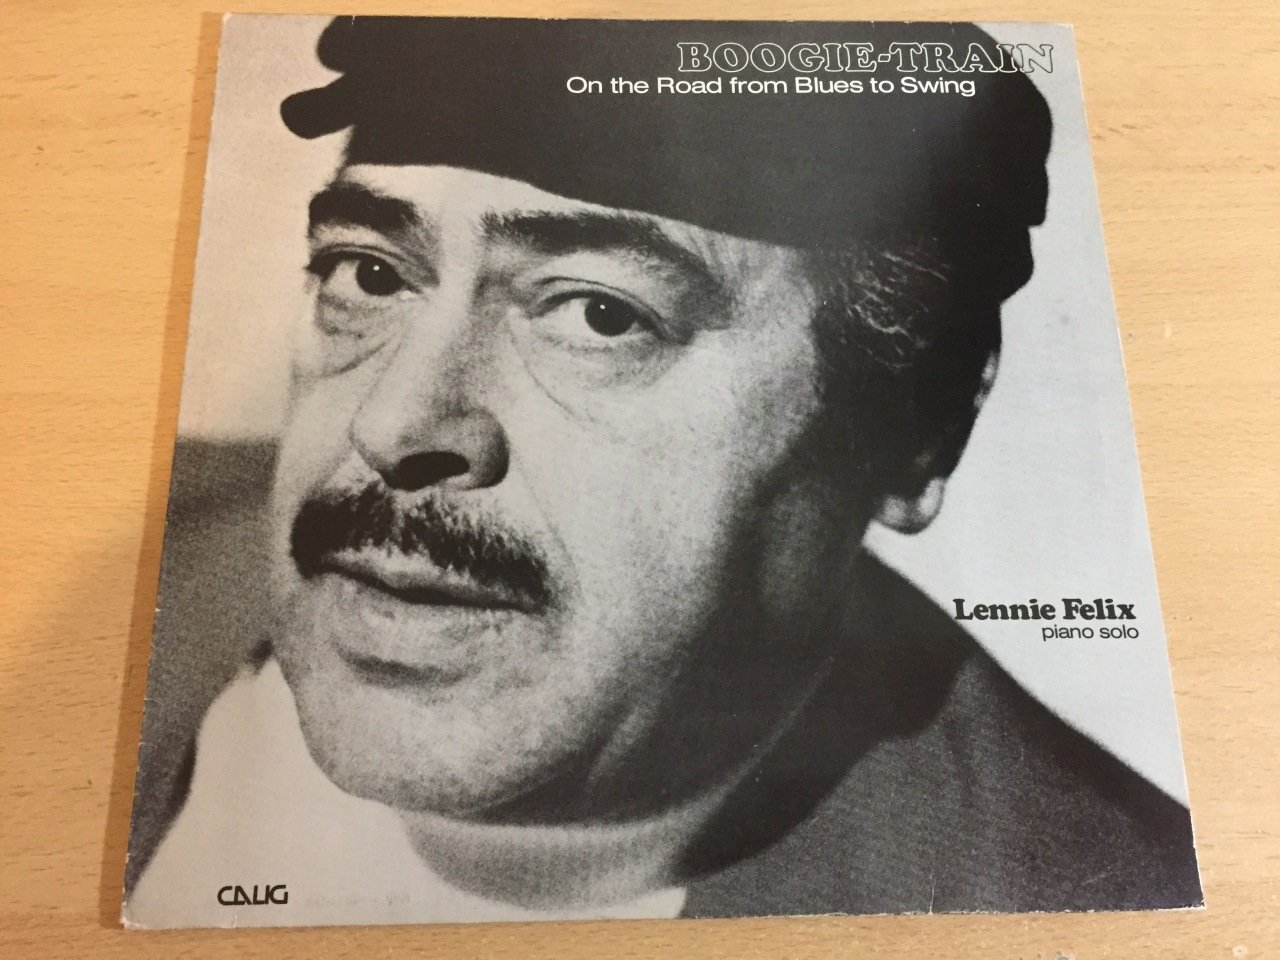 BOOGIE-TRAIN
On the Road from Blues to Swing
Lennie Felix
piano solo
CALIG